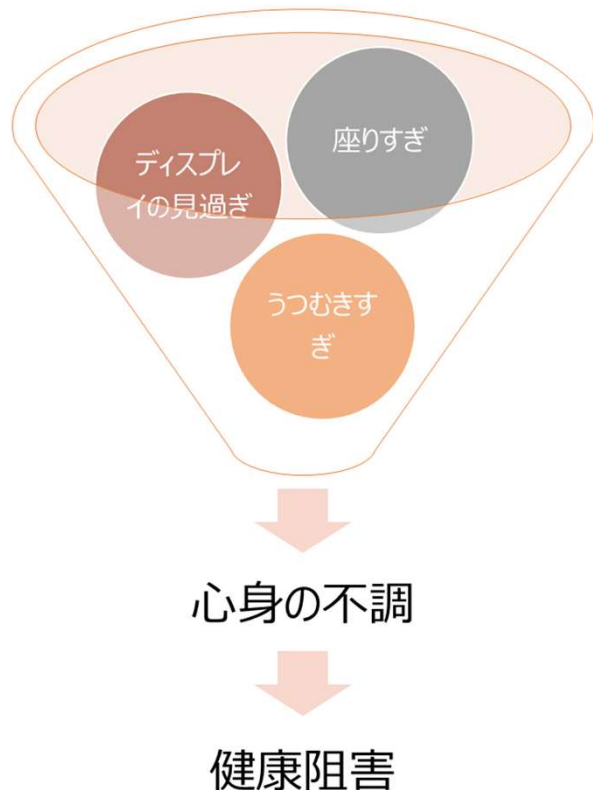 ディスプレ
イの見過ぎ
座りすぎ
うつむきす
ぎ
心身の不調
健康阻害